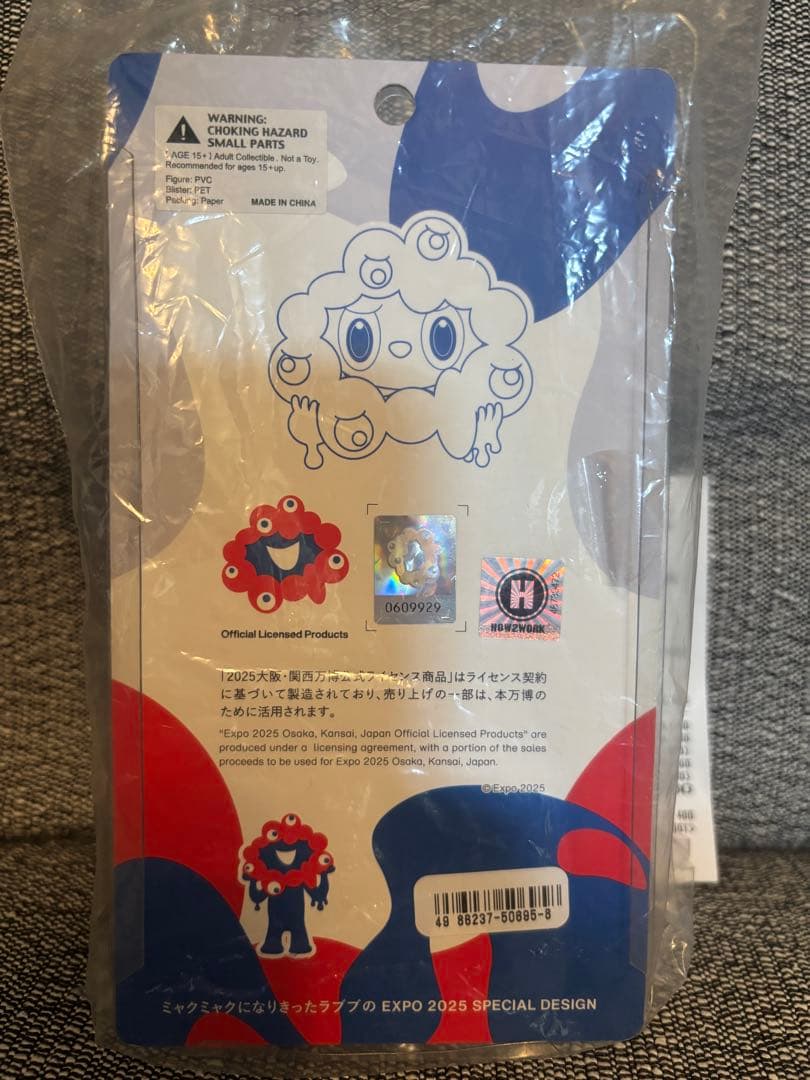 WARNING:
CHOKING HAZARD
SMALL PARTS
[AGE 15+] Adult Collectible. Not a Toy.
Recommended for ages 15+up.
Figure: PVC
Blister: PET
Packing: Paper MADE IN CHINA
Official Licensed Products
0609929
H
HOW2WORK
「2025大阪・関西万博公式ライセンス商品」はライセンス契約
に基づいて製造されており、売り上げの一部は、本万博の
ために活用されます。
"Expo 2025 Osaka, Kansai, Japan Official Licensed Products" are
produced under a licensing agreement, with a portion of the sales
proceeds to be used for Expo 2025 Osaka, Kansai, Japan.
©Expo 2025
49 86237-50695-8
ミャクミャクになりきったラブブの EXPO 2025 SPECIAL DESIGN